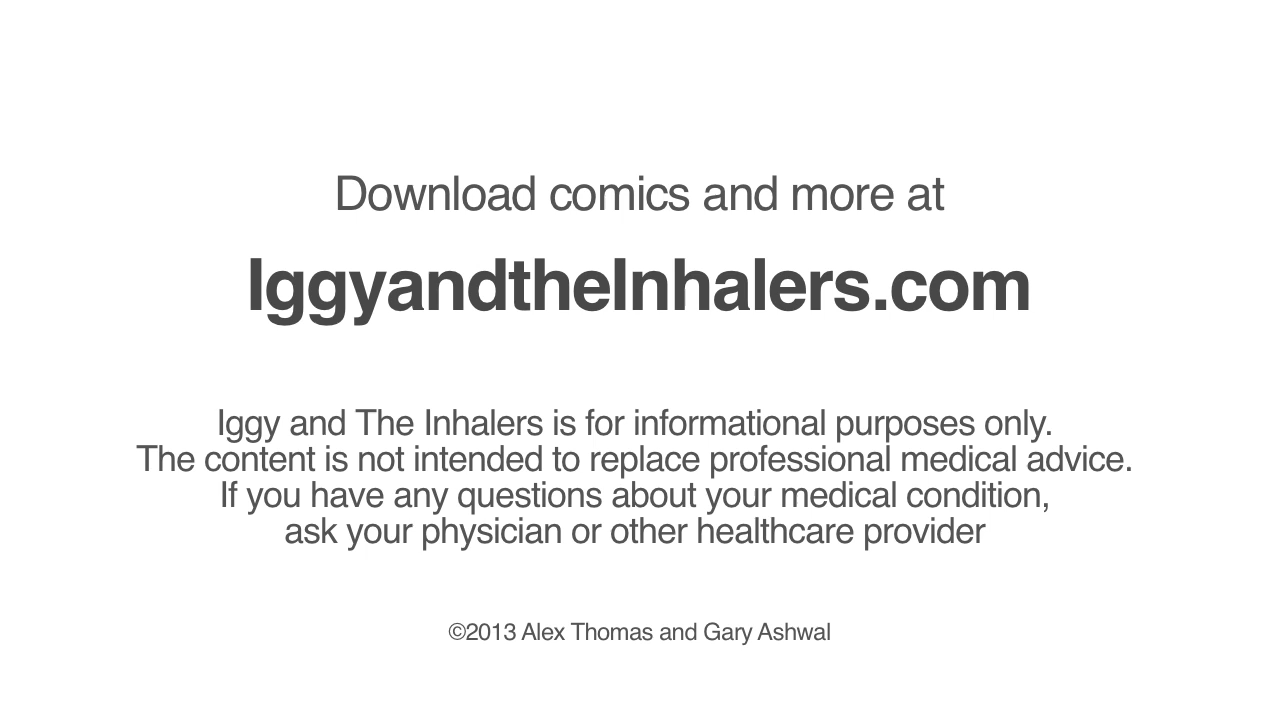 Download comics and more at
IggyandtheInhalers.com
Iggy and The Inhalers is for informational purposes only.
The content is not intended to replace professional medical advice.
If you have any questions about your medical condition,
ask your physician or other healthcare provider
©2013 Alex Thomas and Gary Ashwal